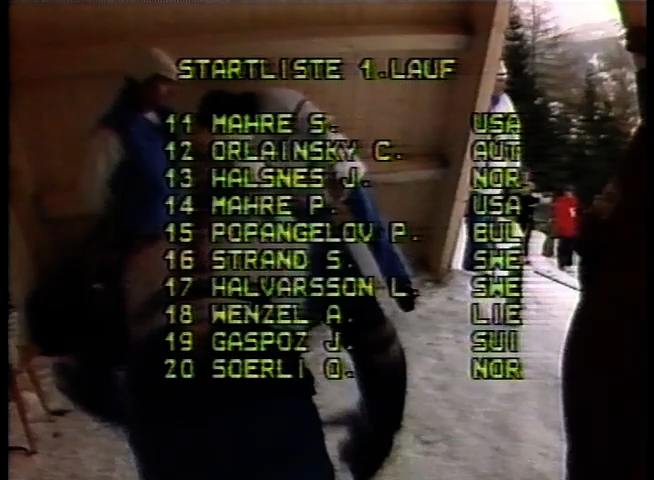 STARTLISTE 1.LAUF
11 MAHRE S. USA
12 ORLAINSKY C. AUT
13 HALSNES J. NOR
14 MAHRE P. USA
15 POPANGELOV P. BUL
16 STRAND S. SWE
17 HALVARSSON L. SWE
18 WENZEL A. LIE
19 GASPOZ J. SUI
20 SOERLI O. NOR